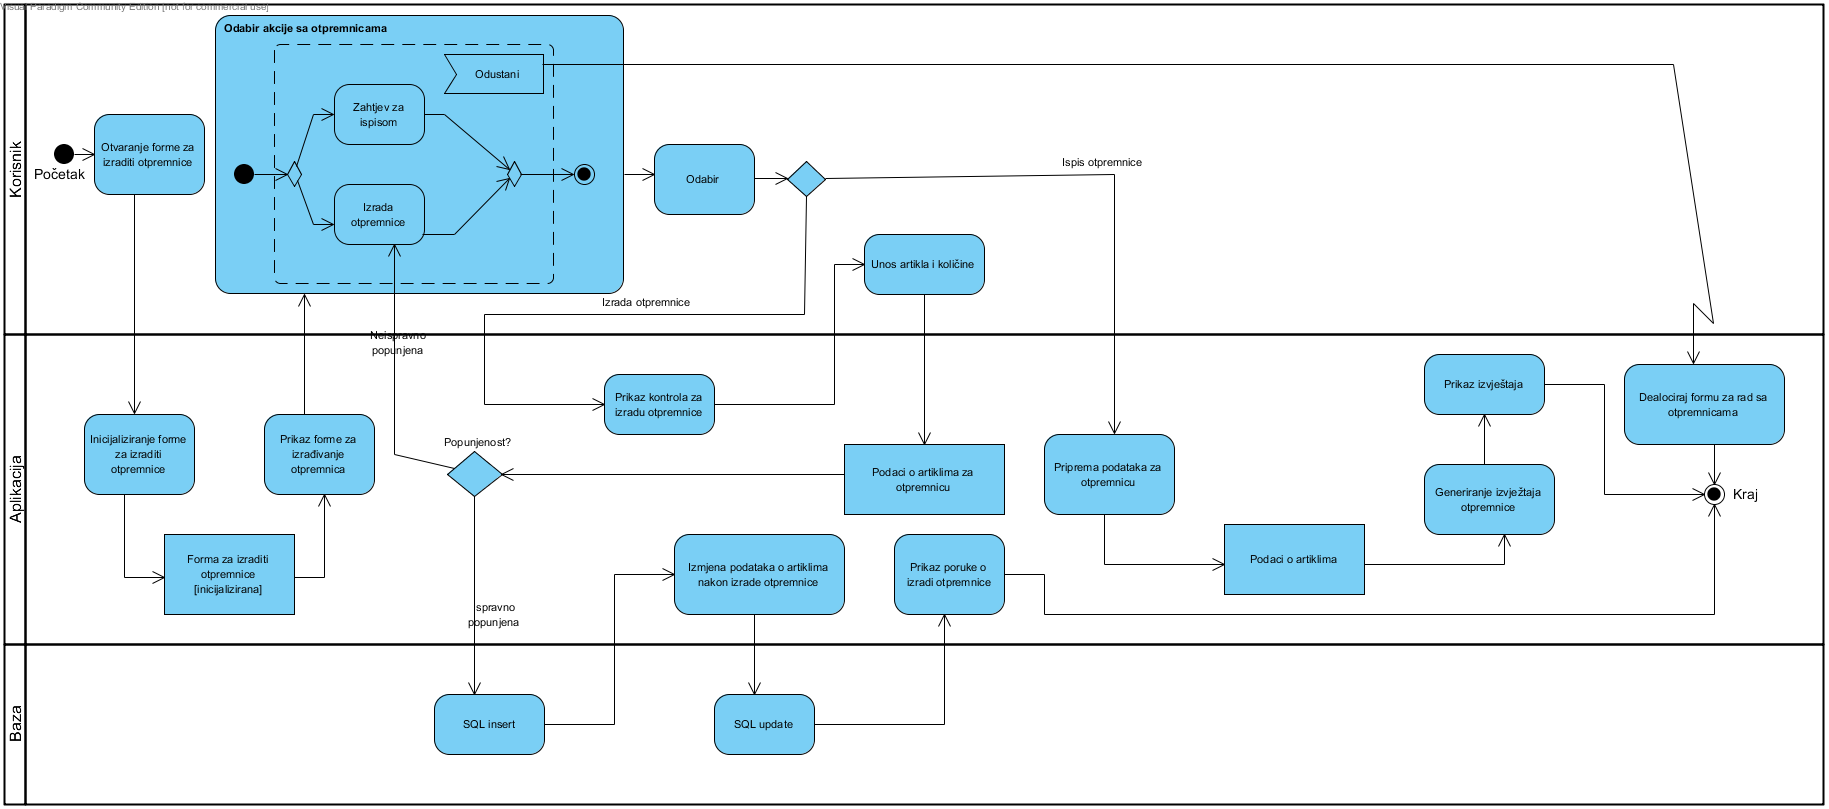 Visual Paradigm Community Edition [not for commercial use]
Korisnik
Početak
Otvaranje forme za
izraditi otpremnice
Odabir akcije sa otpremnicama
Odustani
Zahtjev za
ispisom
Izrada
otpremnice
Odabir
Ispis otpremnice
Izrada otpremnice
Unos artikla i količine
Neispravno
popunjena
Aplikacija
Inicijaliziranje forme
za izraditi
otpremnice
Prikaz forme za
izrađivanje
otpremnica
Forma za izraditi
otpremnice
[inicijalizirana]
Popunjenost?
Prikaz kontrola za
izradu otpremnice
Podaci o artiklima za
otpremnicu
spravno
popunjena
Izmjena podataka o artiklima
nakon izrade otpremnice
Prikaz poruke o
izradi otpremnice
Priprema podataka za
otpremnicu
Podaci o artiklima
Prikaz izvještaja
Generiranje izvježtaja
otpremnice
Dealociraj formu za rad sa
otpremnicama
Kraj
Baza
SQL insert
SQL update